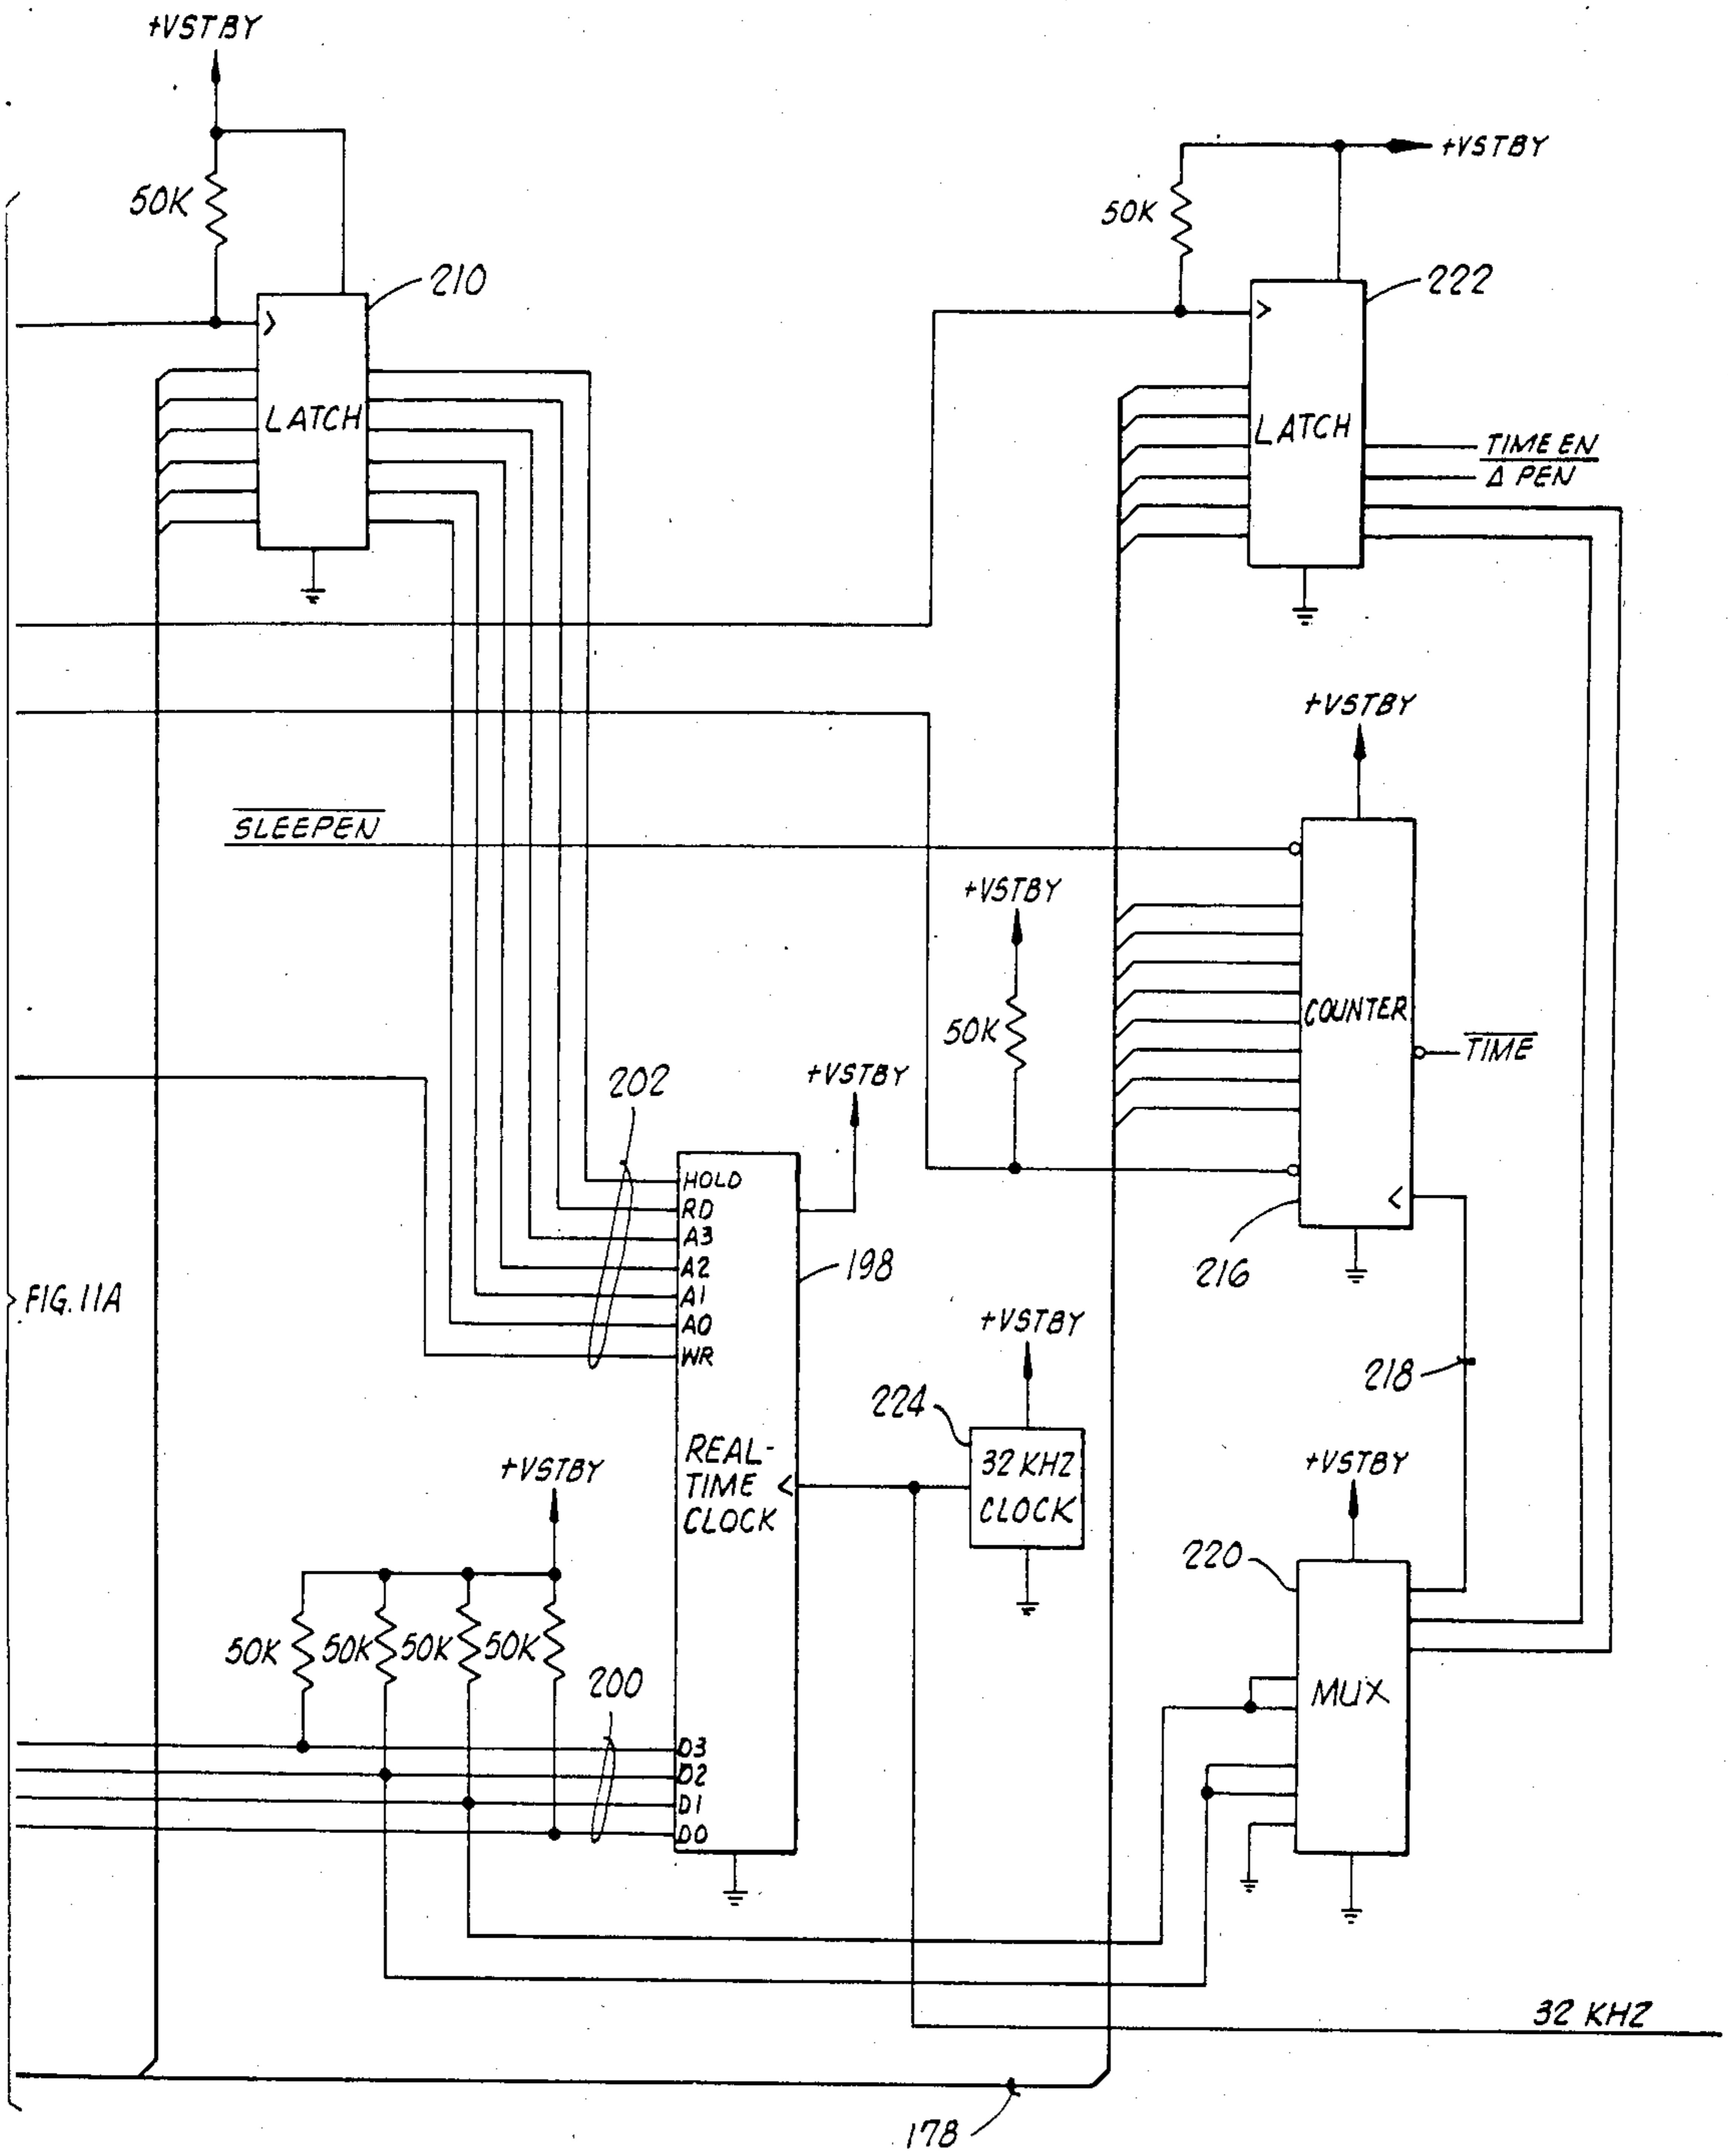 +VSTBY
+VSTBY
50K
50K
210
222
LATCH
LATCH
TIME EN
Δ PEN
+VSTBY
SLEEPEN
+VSTBY
50K
COUNTER
TIME
202
+VSTBY
HOLD
RD
A3
A2
A1
A0
WR
198
216
FIG. 11A
+VSTBY
218
224
32 KHZ
CLOCK
REAL-
TIME
CLOCK
<
+VSTBY
+VSTBY
220
50K
50K
50K
50K
200
MUX
D3
D2
D1
D0
32 KHZ
178